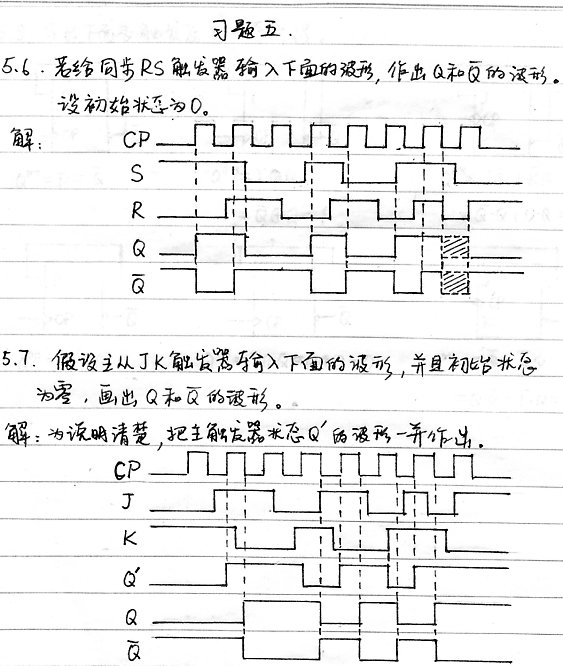 习题五.
5.6. 若给同步RS触发器输入下面的波形, 作出Q和Q̅的波形。
设初始状态为0。
解:
CP
S
R
Q
Q̅
5.7. 假设主从JK触发器输入下面的波形, 并且初始状态
为零, 画出Q和Q̅的波形。
解: 为说明清楚, 把主触发器状态Q'的波形一并作出。
CP
J
K
Q'
Q
Q̅